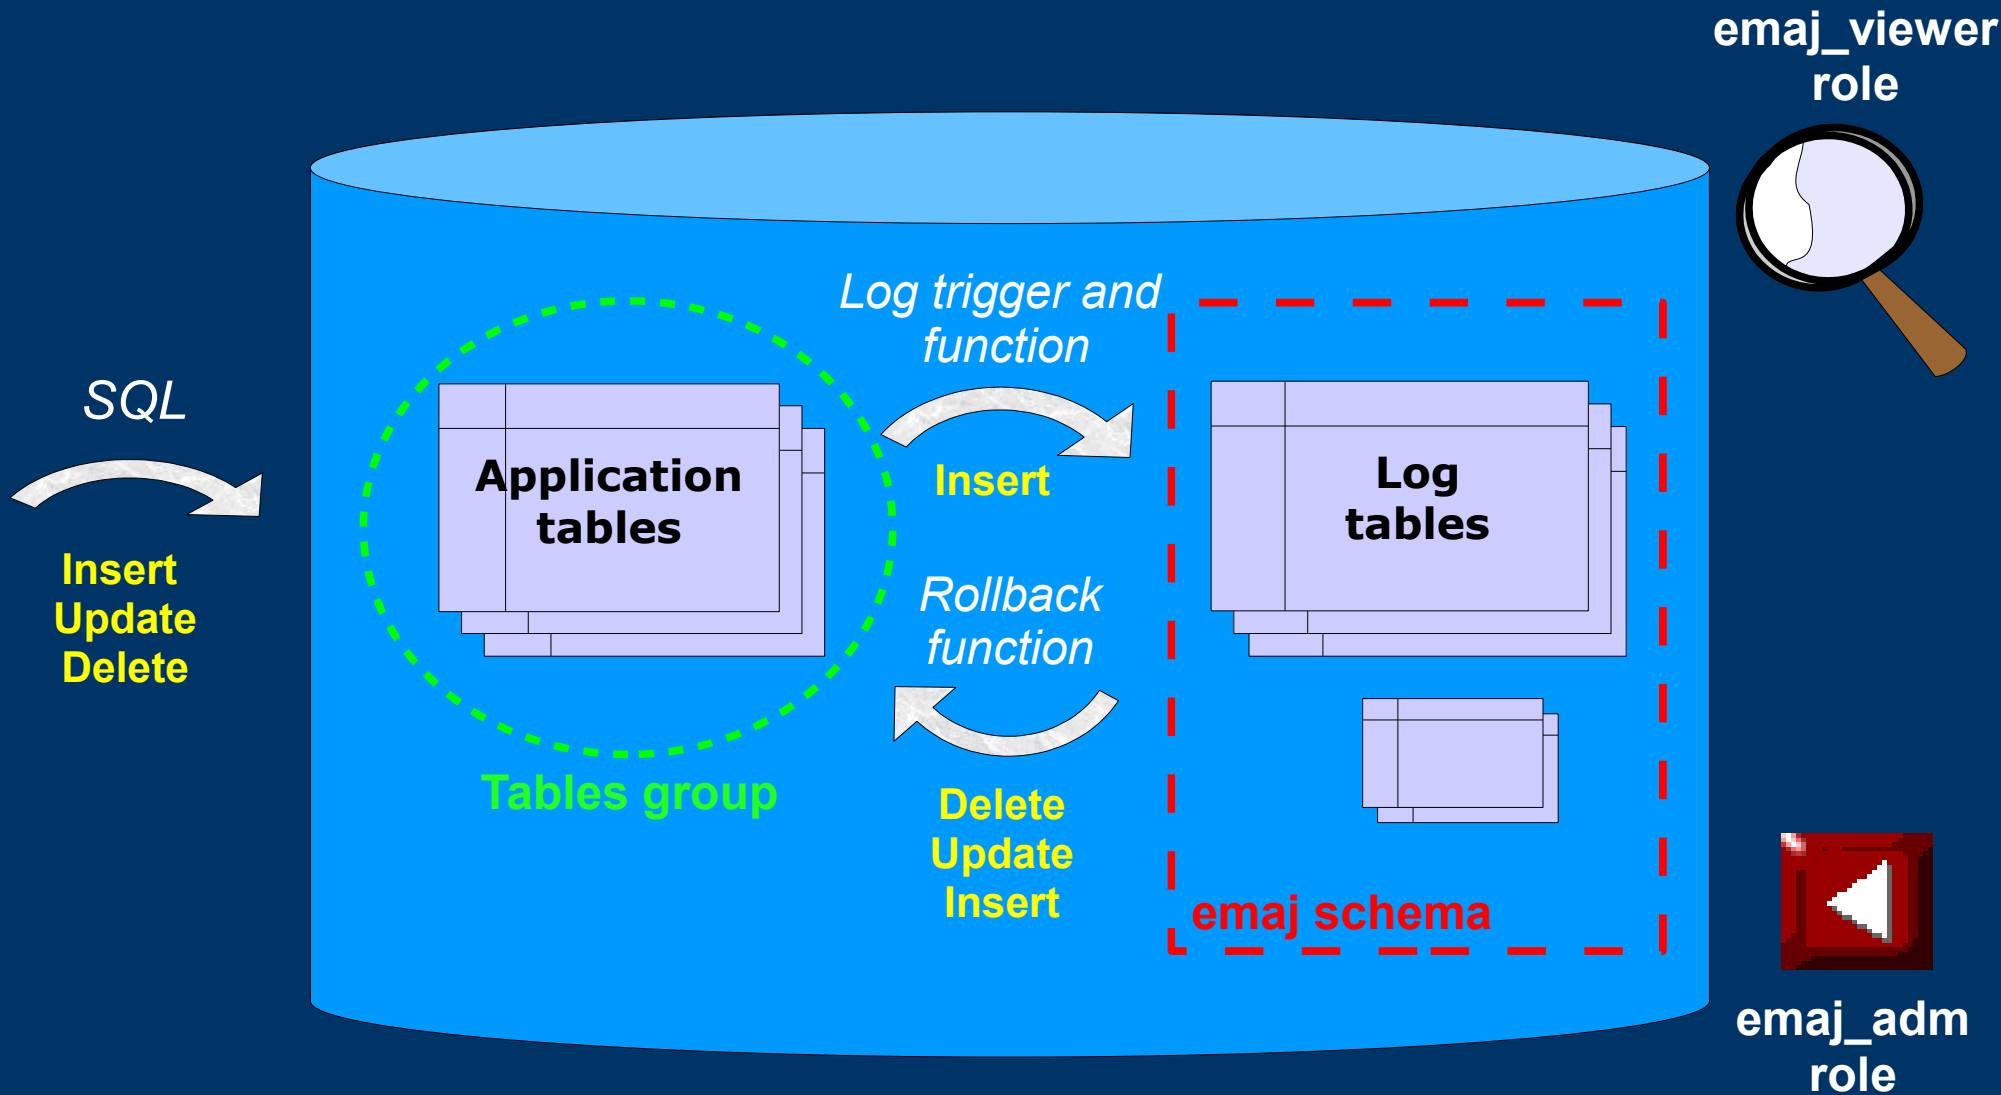 emaj_viewer
role
Log trigger and
function
SQL
Application
tables
Insert
Log
tables
Insert
Update
Delete
Rollback
function
Tables group
Delete
Update
Insert
emaj schema
emaj_adm
role